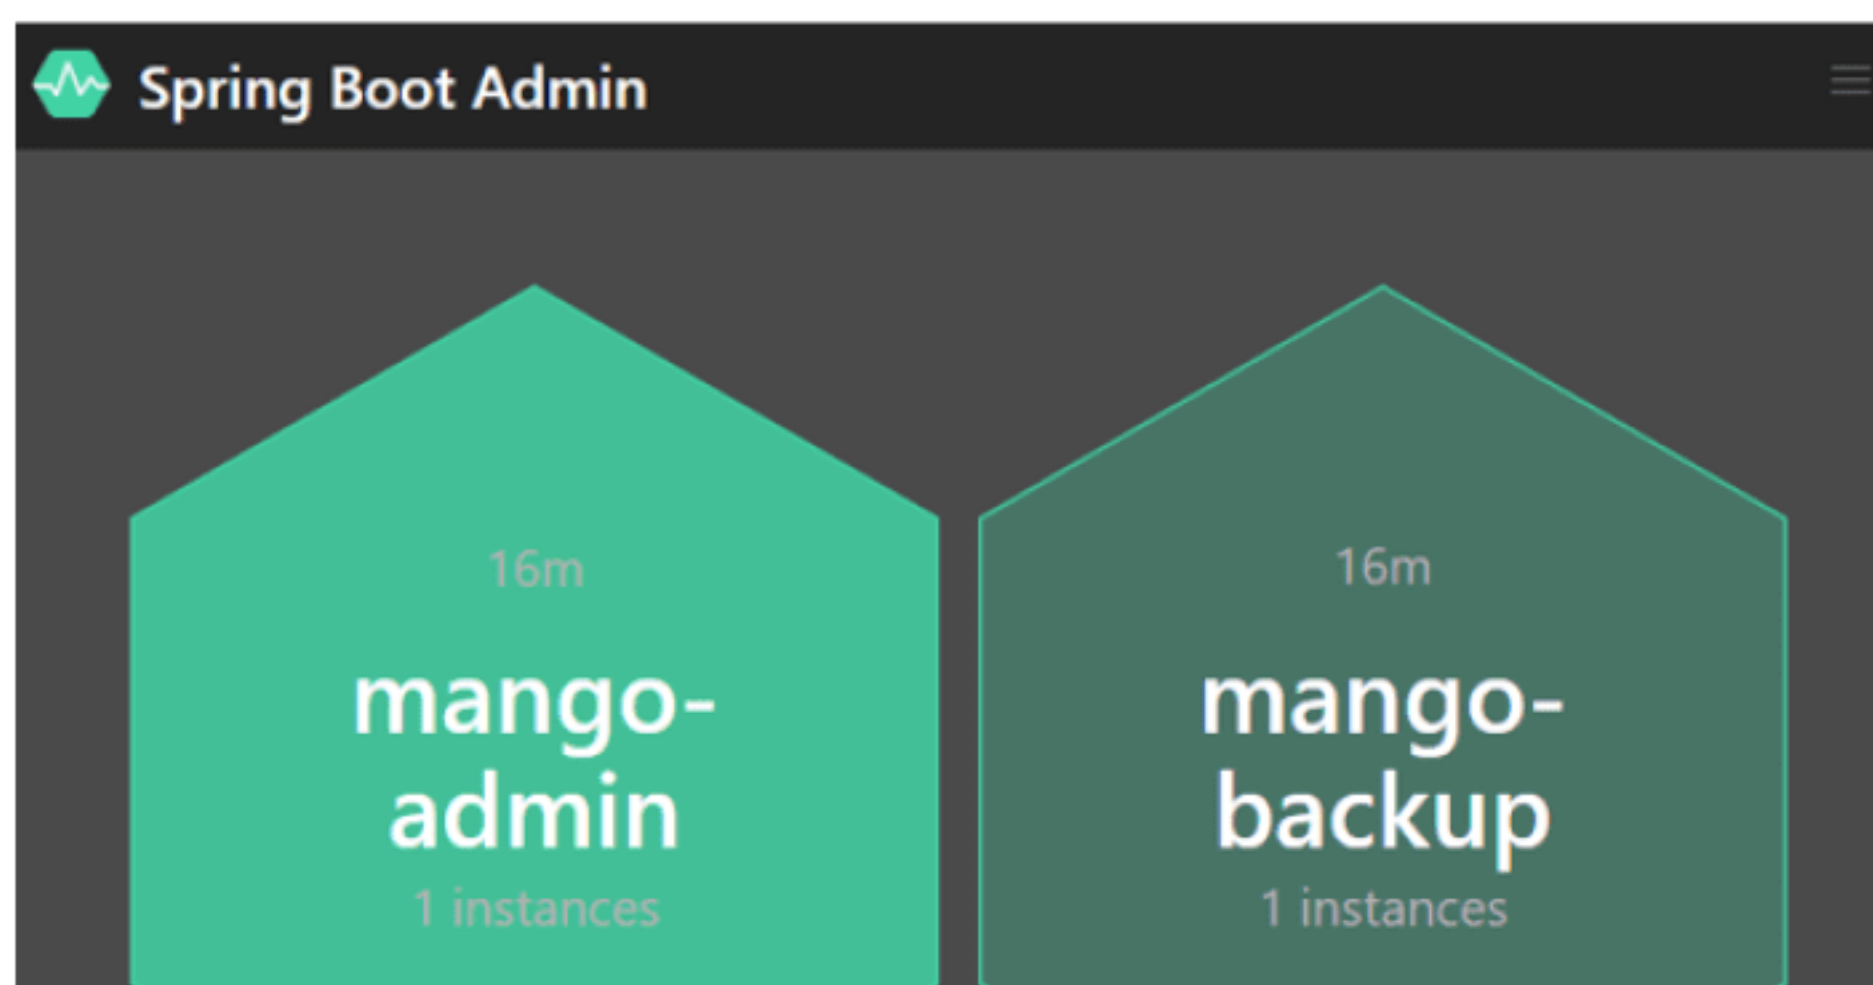 Spring Boot Admin
16m
mango-
admin
1 instances
16m
mango-
backup
1 instances